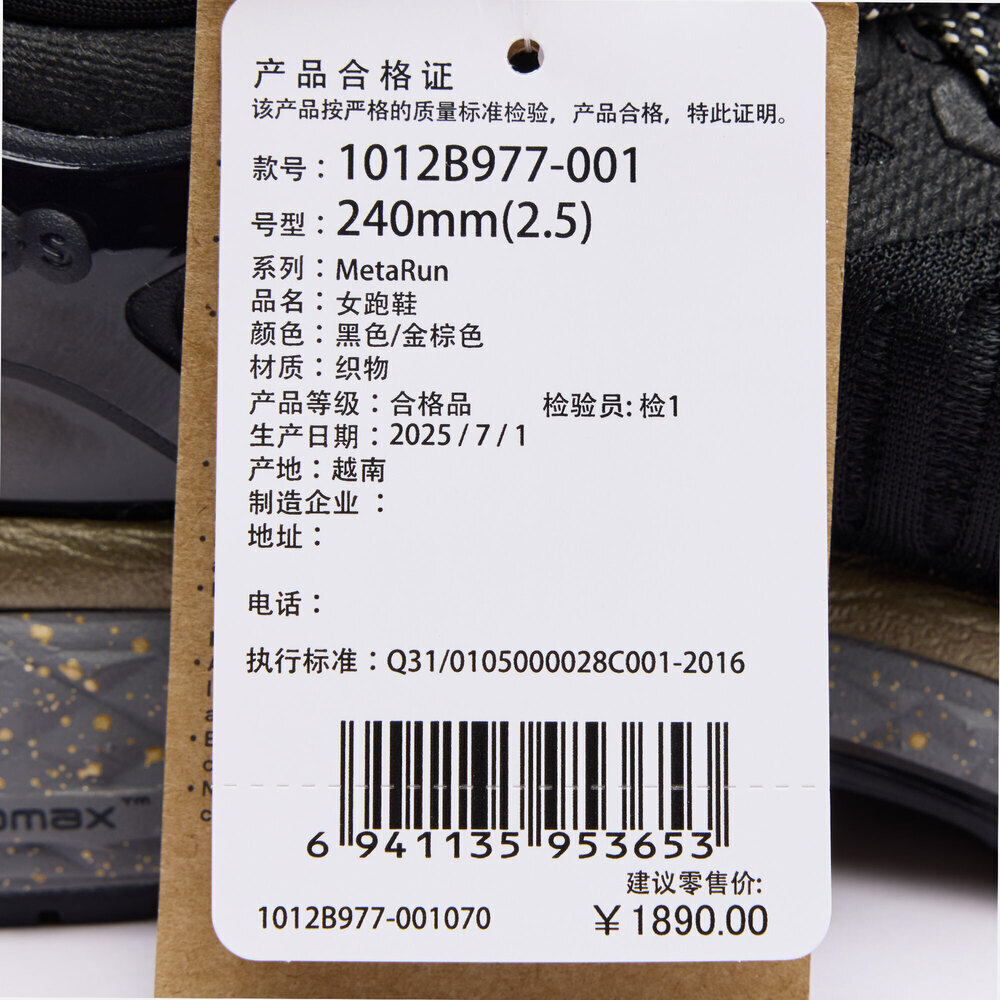 产品合格证
该产品按严格的质量标准检验，产品合格，特此证明。
款号：1012B977-001
号型：240mm(2.5)
系列：MetaRun
品名：女跑鞋
颜色：黑色/金棕色
材质：织物
产品等级：合格品 检验员: 检1
生产日期：2025 / 7 / 1
产地：越南
制造企业：
地址：
电话：
执行标准：Q31/0105000028C001-2016
6 941135 953653
建议零售价:
1012B977-001070 ￥1890.00